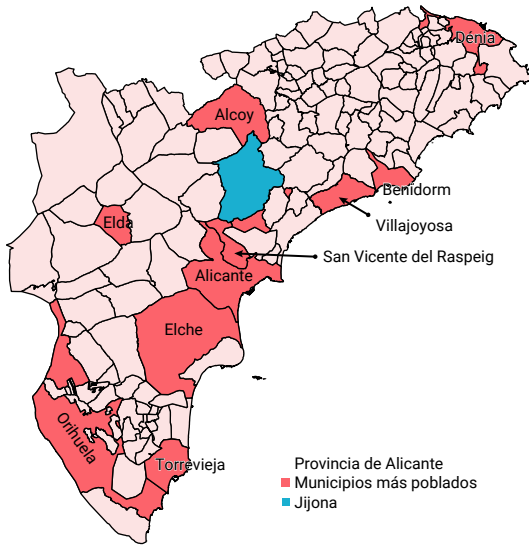 Dénia
Alcoy
Benidorm
Villajoyosa
Elda
San Vicente del Raspeig
Alicante
Elche
Orihuela
Torrevieja
Provincia de Alicante
Municipios más poblados
Jijona